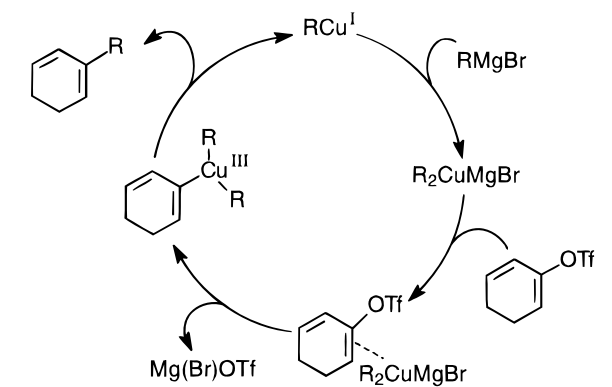 RCu^I
R
RMgBr
R
Cu^III
R
R₂CuMgBr
OTf
OTf
Mg(Br)OTf
R₂CuMgBr